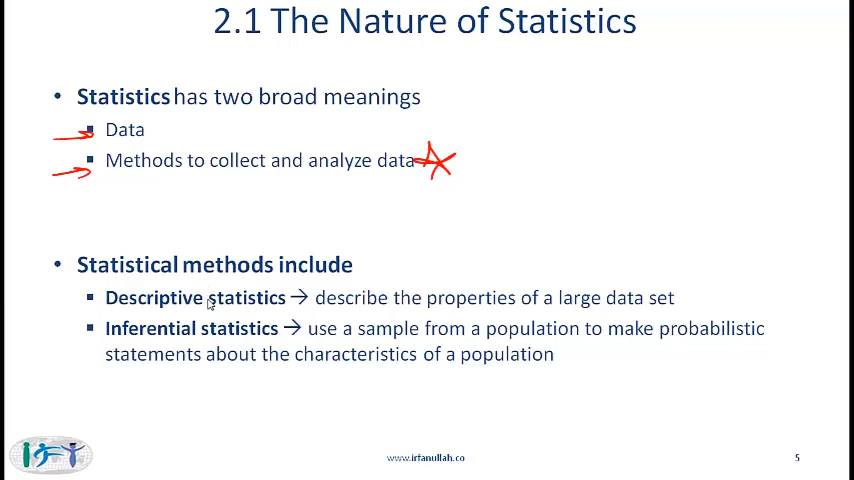 2.1 The Nature of Statistics
• Statistics has two broad meanings
▪ Data
▪ Methods to collect and analyze data
• Statistical methods include
▪ Descriptive statistics → describe the properties of a large data set
▪ Inferential statistics → use a sample from a population to make probabilistic
statements about the characteristics of a population
IFT
www.irfanullah.co
5